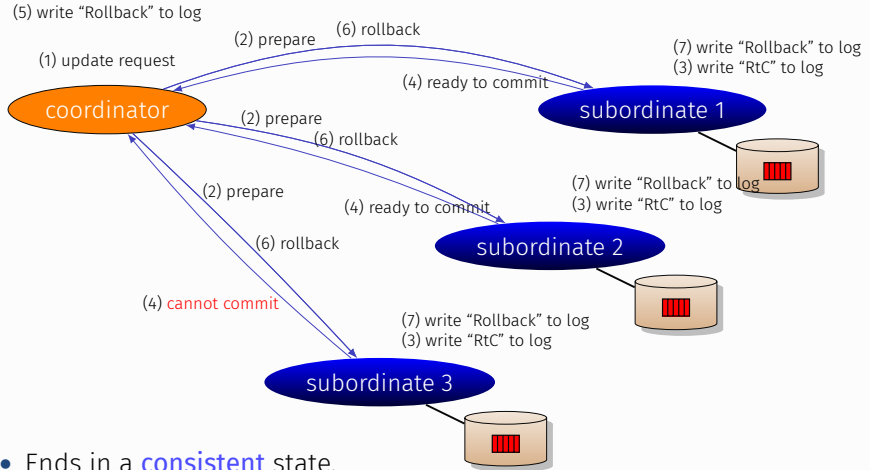 (5) write "Rollback" to log
(2) prepare
(6) rollback
(1) update request
(7) write “Rollback” to log
(3) write “RtC” to log
(4) ready to commit
coordinator
subordinate 1
(2) prepare
(6) rollback
(7) write “Rollback” to log
(3) write “RtC” to log
(2) prepare
(4) ready to commit
subordinate 2
(6) rollback
(4) cannot commit
(7) write “Rollback” to log
(3) write “RtC” to log
subordinate 3
• Ends in a consistent state.